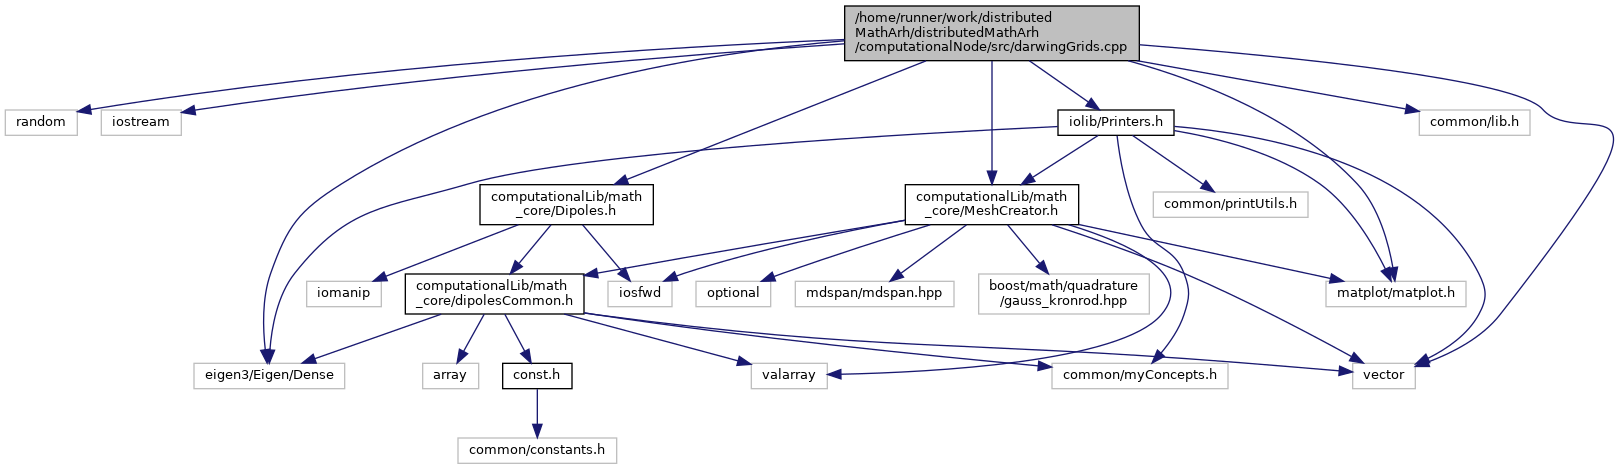 /home/runner/work/distributed
MathArh/distributedMathArh
/computationalNode/src/darwingGrids.cpp
random
iostream
iolib/Printers.h
common/lib.h
computationalLib/math
_core/Dipoles.h
computationalLib/math
_core/MeshCreator.h
common/printUtils.h
iomanip
computationalLib/math
_core/dipolesCommon.h
iosfwd
optional
mdspan/mdspan.hpp
boost/math/quadrature
/gauss_kronrod.hpp
matplot/matplot.h
eigen3/Eigen/Dense
array
const.h
valarray
common/myConcepts.h
vector
common/constants.h